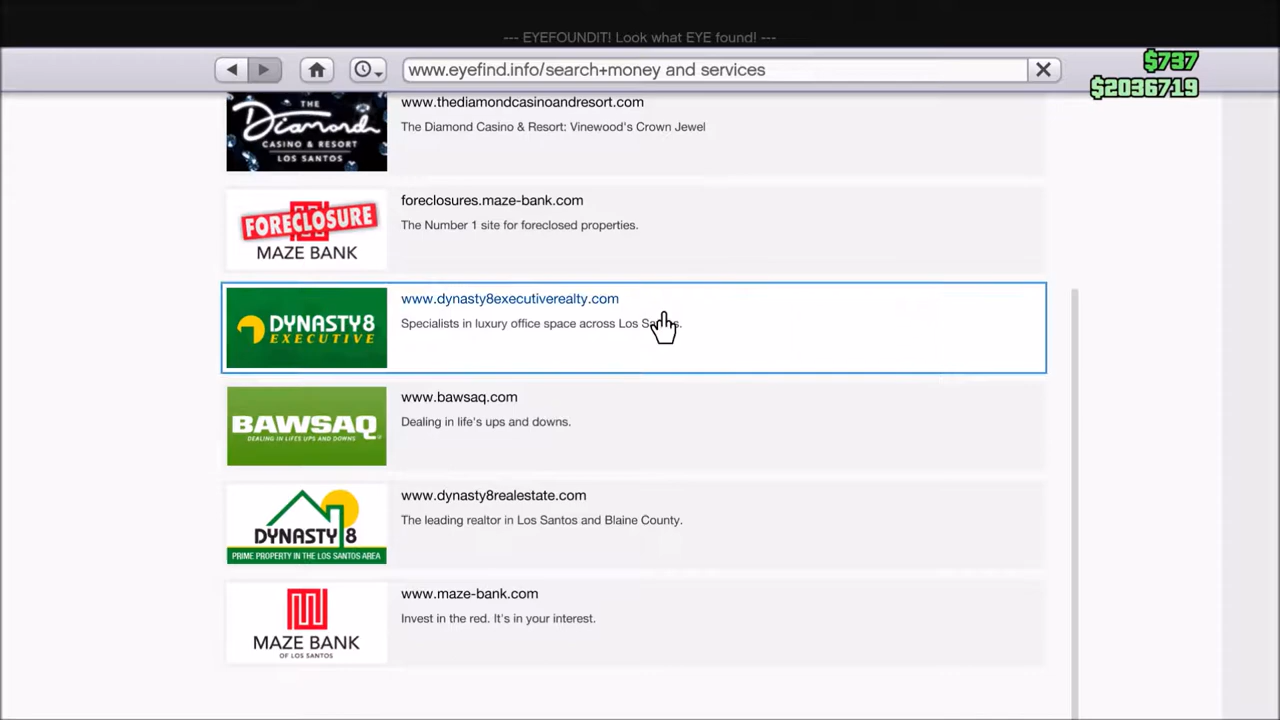 --- EYEFOUNDIT! Look what EYE found! ---
www.eyefind.info/search+money and services
$737
$2036719
THE
Diamond
CASINO & RESORT
LOS SANTOS
www.thediamondcasinoandresort.com
The Diamond Casino & Resort: Vinewood's Crown Jewel
FORECLOSURE
MAZE BANK
foreclosures.maze-bank.com
The Number 1 site for foreclosed properties.
DYNASTY 8
EXECUTIVE
www.dynasty8executiverealty.com
Specialists in luxury office space across Los
BAWSAQ
DEALING IN LIFE'S UPS AND DOWNS
www.bawsaq.com
Dealing in life's ups and downs.
DYNASTY 8
PRIME PROPERTY IN THE LOS SANTOS AREA
www.dynasty8realestate.com
The leading realtor in Los Santos and Blaine County.
MAZE BANK
OF LOS SANTOS
www.maze-bank.com
Invest in the red. It's in your interest.